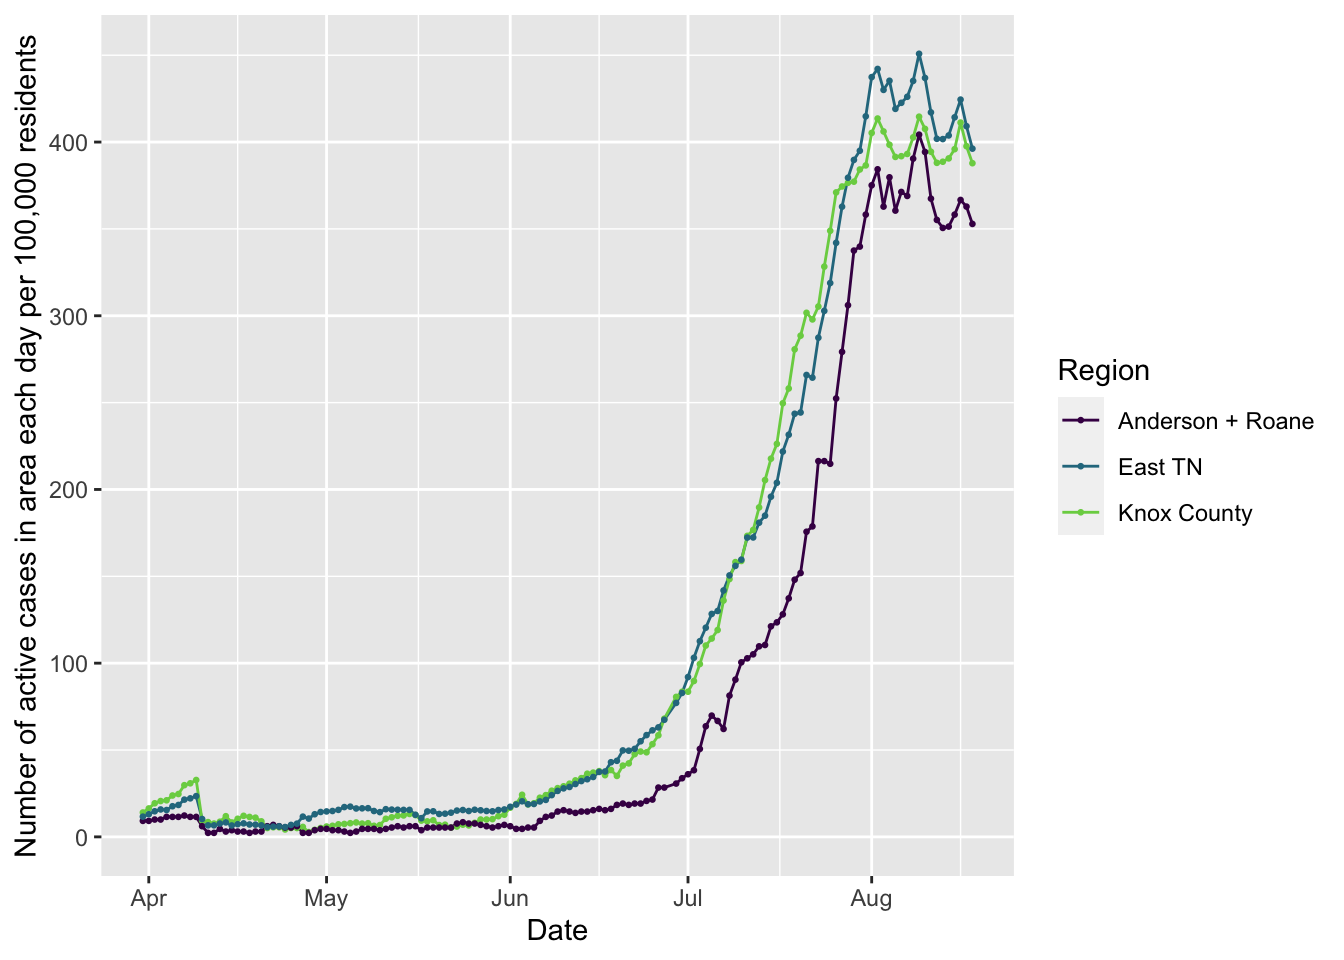 Number of active cases in area each day per 100,000 residents
400
300
200
100
0
Apr
May
Jun
Jul
Aug
Date
Region
Anderson + Roane
East TN
Knox County